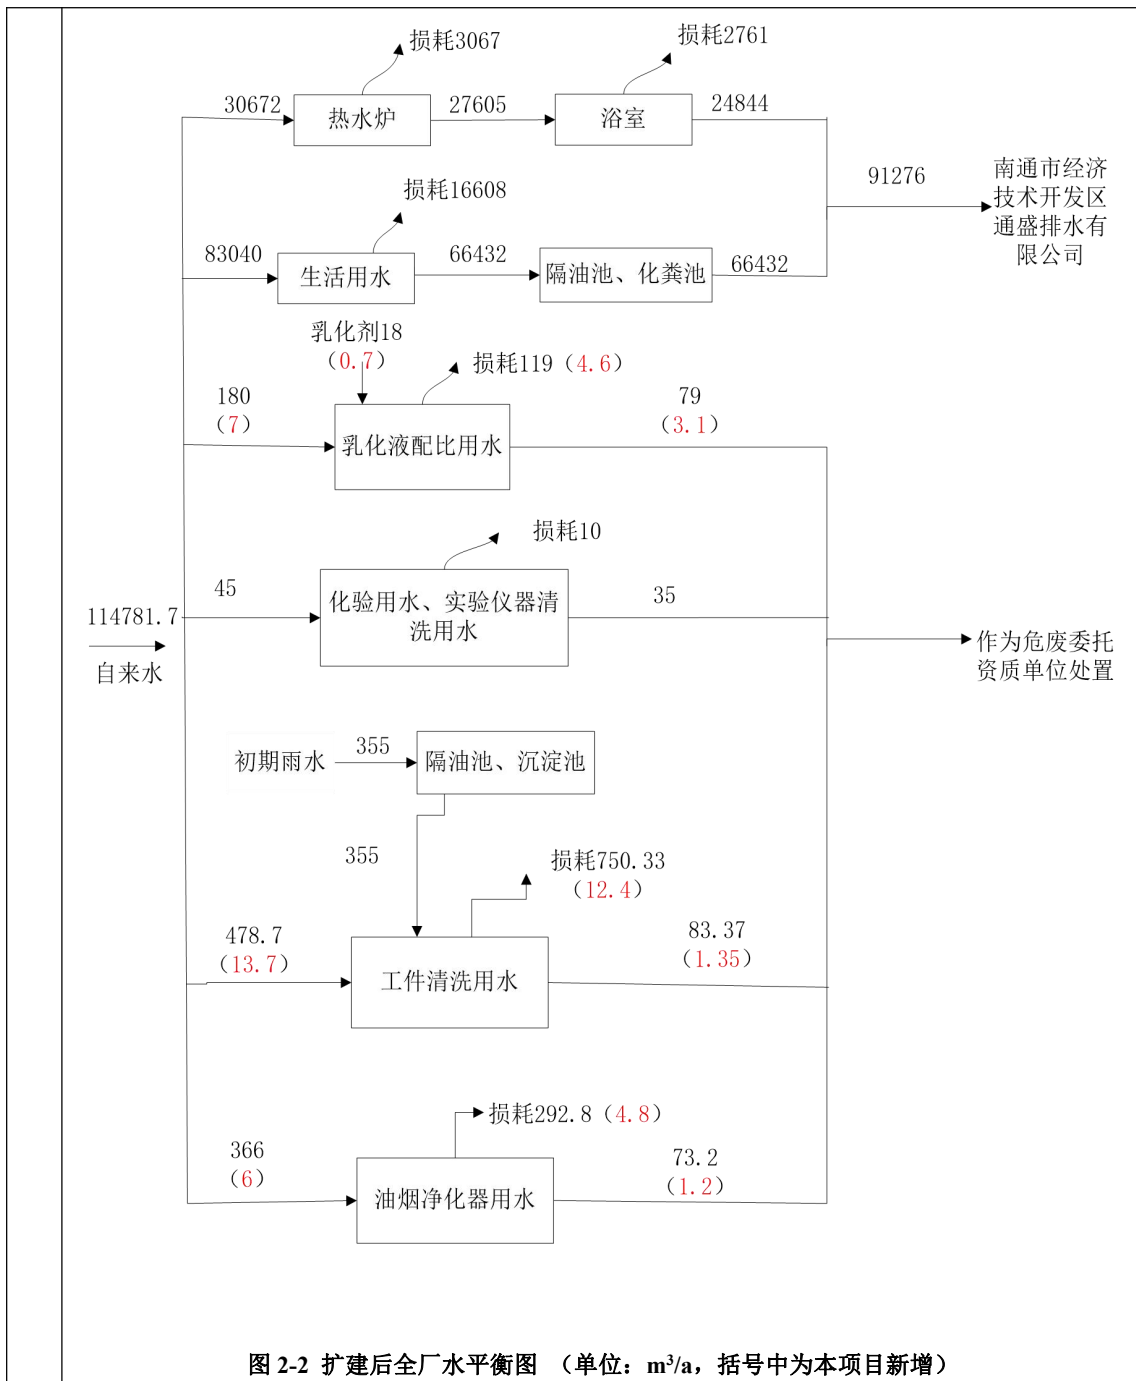 损耗3067
损耗2761
30672
热水炉
27605
浴室
24844
91276
南通市经济
技术开发区
通盛排水有
限公司
损耗16608
83040
生活用水
66432
隔油池、化粪池
66432
乳化剂18
（0.7）
损耗119（4.6）
180
（7）
乳化液配比用水
79
（3.1）
损耗10
45
化验用水、实验仪器清
洗用水
35
114781.7
自来水
作为危废委托
资质单位处置
初期雨水
355
隔油池、沉淀池
355
损耗750.33
（12.4）
478.7
（13.7）
工件清洗用水
83.37
（1.35）
损耗292.8（4.8）
366
（6）
油烟净化器用水
73.2
（1.2）
图 2-2 扩建后全厂水平衡图 （单位：m³/a，括号中为本项目新增）